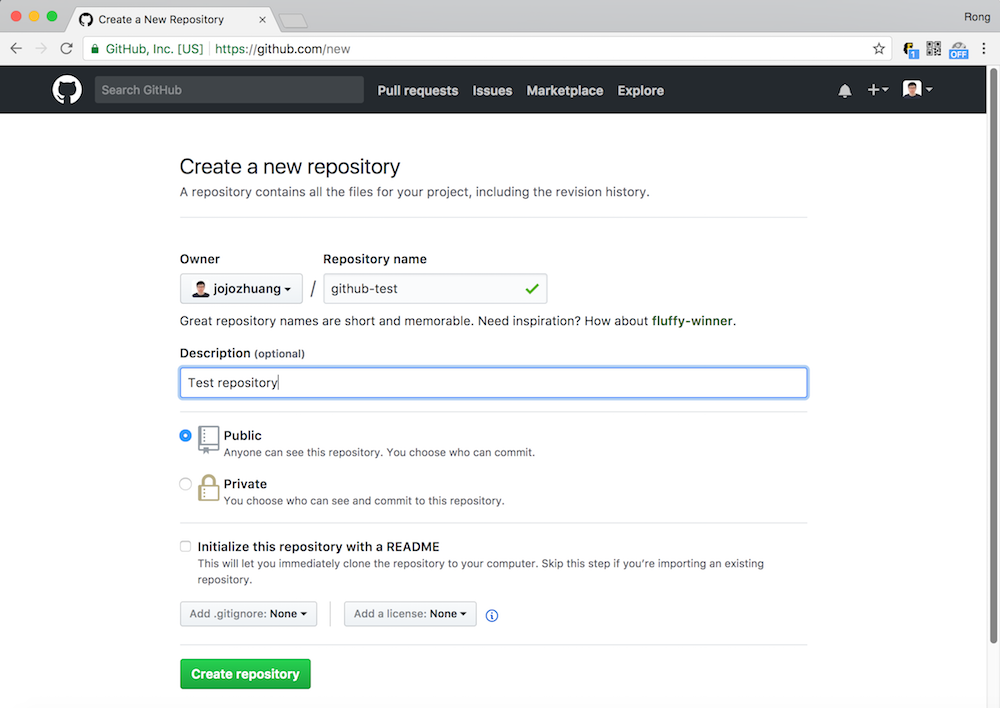 Create a New Repository
Rong
GitHub, Inc. [US] https://github.com/new
1
OFF
Search GitHub
Pull requests Issues Marketplace Explore
Create a new repository
A repository contains all the files for your project, including the revision history.
Owner Repository name
jojozhuang / github-test
Great repository names are short and memorable. Need inspiration? How about fluffy-winner.
Description (optional)
Test repository
Public
Anyone can see this repository. You choose who can commit.
Private
You choose who can see and commit to this repository.
Initialize this repository with a README
This will let you immediately clone the repository to your computer. Skip this step if you’re importing an existing
repository.
Add .gitignore: None Add a license: None
Create repository